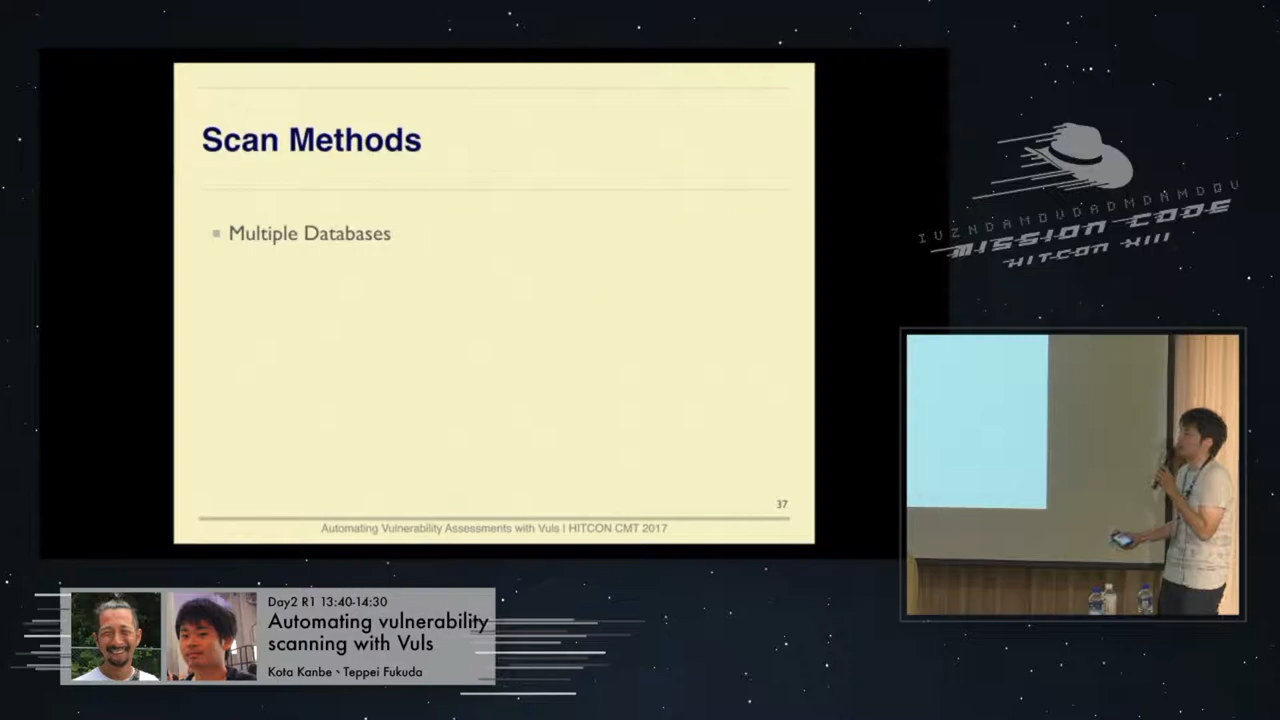 Scan Methods
Multiple Databases
37
Automating Vulnerability Assessments with Vuls | HITCON CMT 2017
MISSION CODE
HITCON XIII
Day2 R1 13:40-14:30
Automating vulnerability
scanning with Vuls
Kota Kanbe、Teppei Fukuda